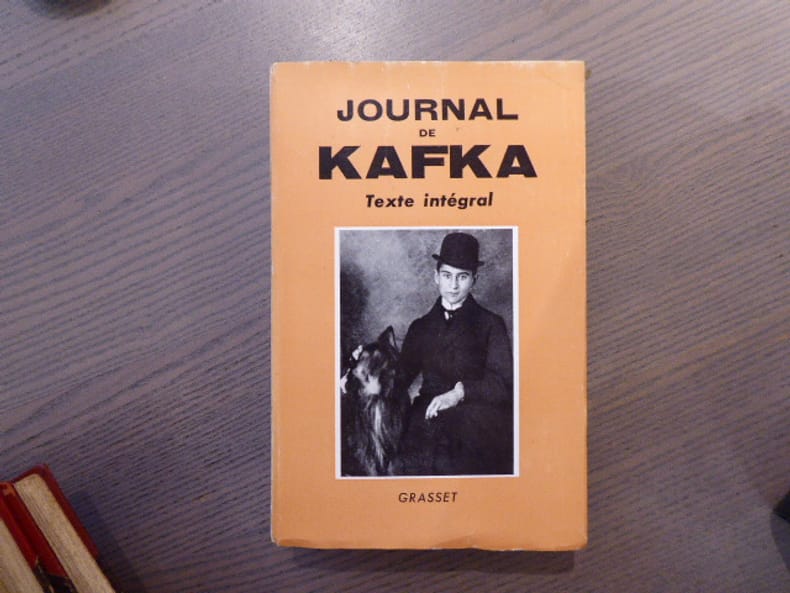 JOURNAL
DE
KAFKA
Texte intégral
GRASSET